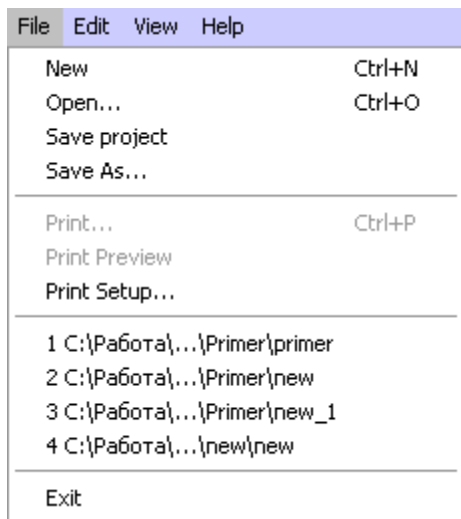 File Edit View Help
New Ctrl+N
Open... Ctrl+O
Save project
Save As...
Print... Ctrl+P
Print Preview
Print Setup...
1 C:\Работа\...\Primer\primer
2 C:\Работа\...\Primer\new
3 C:\Работа\...\Primer\new_1
4 C:\Работа\...\new\new
Exit